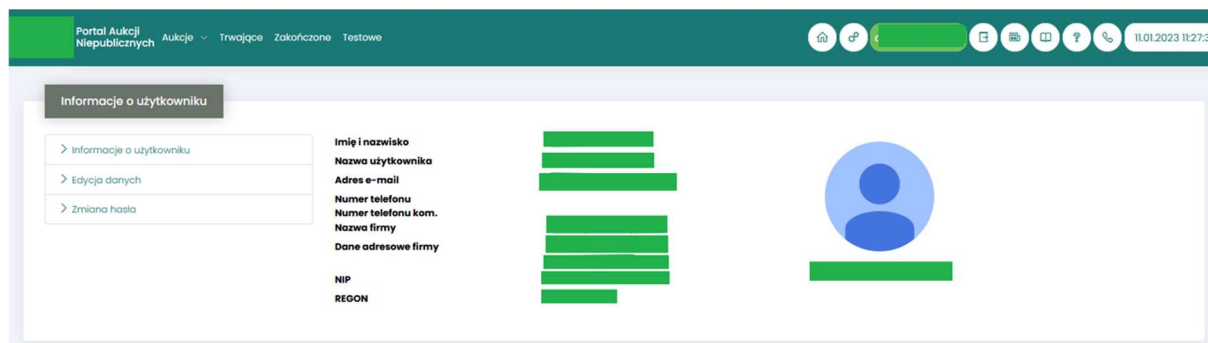 Portal Aukcji
Niepublicznych
Aukcje Trwające Zakończone Testowe
11.01.2023 11:27:3
Informacje o użytkowniku
Informacje o użytkowniku
Edycja danych
Zmiana hasła
Imię i nazwisko
Nazwa użytkownika
Adres e-mail
Numer telefonu
Numer telefonu kom.
Nazwa firmy
Dane adresowe firmy
NIP
REGON